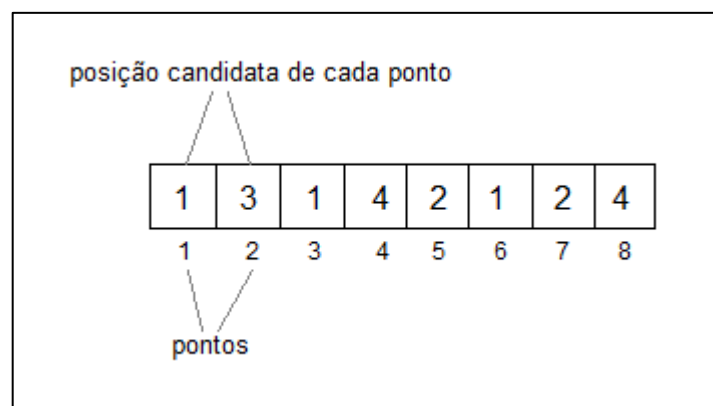 posição candidata de cada ponto
1 3 1 4 2 1 2 4
1 2 3 4 5 6 7 8
pontos